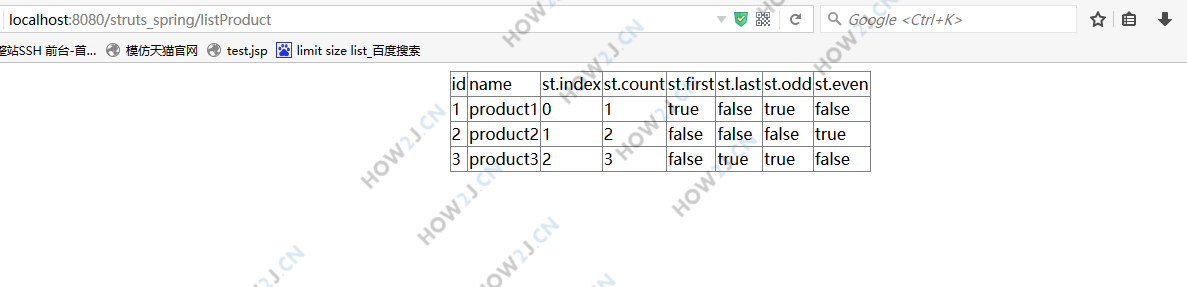 localhost:8080/struts_spring/listProduct
Google <Ctrl+K>
整站SSH 前台-首... 模仿天猫官网 test.jsp limit size list_百度搜索
id name st.index st.count st.first st.last st.odd st.even
1 product1 0 1 true false true false
2 product2 1 2 false false false true
3 product3 2 3 false true true false
HOW2J.CN
HOW2J.CN
HOW2J.CN
HOW2J.CN
HOW2J.CN
HOW2J.CN
HOW2J.CN
HOW2J.CN
HOW2J.CN